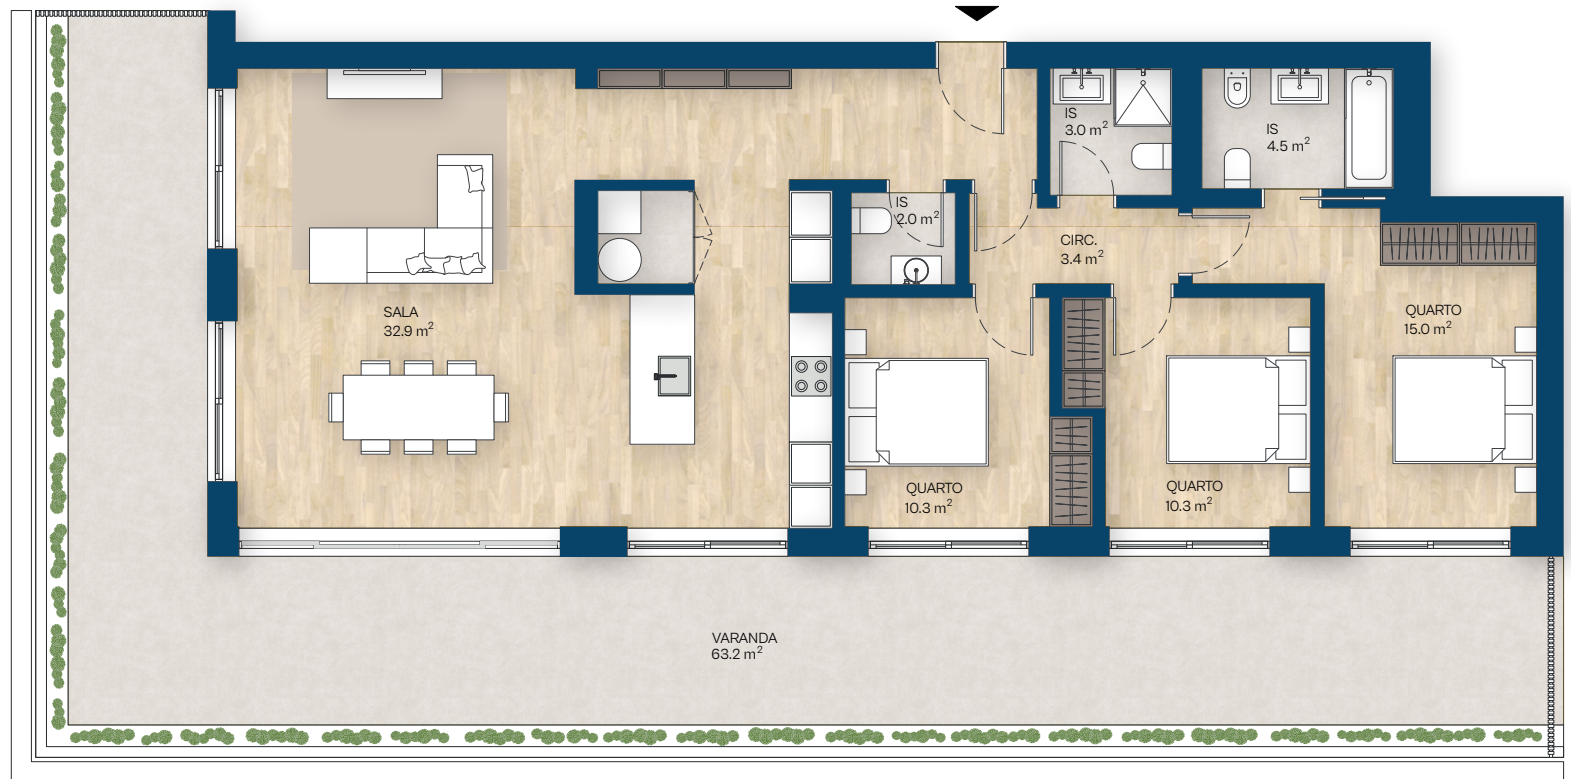 IS
3.0 m²
IS
4.5 m²
IS
2.0 m²
CIRC.
3.4 m²
SALA
32.9 m²
QUARTO
15.0 m²
QUARTO
10.3 m²
QUARTO
10.3 m²
VARANDA
63.2 m²